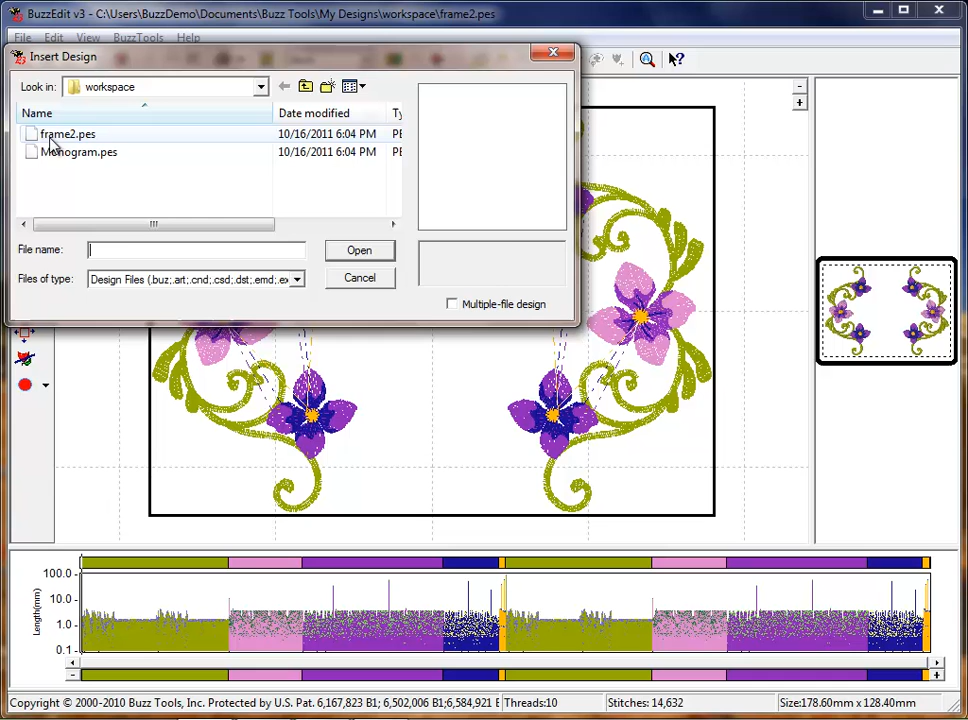 BuzzEdit v3 - C:\Users\BuzzDemo\Documents\Buzz Tools\My Designs\workspace\frame2.pes
File Edit View BuzzTools Help
Insert Design
Look in: workspace
Name Date modified Ty
frame2.pes 10/16/2011 6:04 PM PE
Monogram.pes 10/16/2011 6:04 PM PE
File name: Open
Files of type: Design Files (.buz;.art;.cnd;.csd;.dst;.emd;.ex Cancel
Multiple-file design
Length(mm)
100.0
10.0
1.0
0.1
Copyright © 2000-2010 Buzz Tools, Inc. Protected by U.S. Pat. 6,167,823 B1; 6,502,006 B1;6,584,921 E Threads:10 Stitches: 14,632 Size:178.60mm x 128.40mm